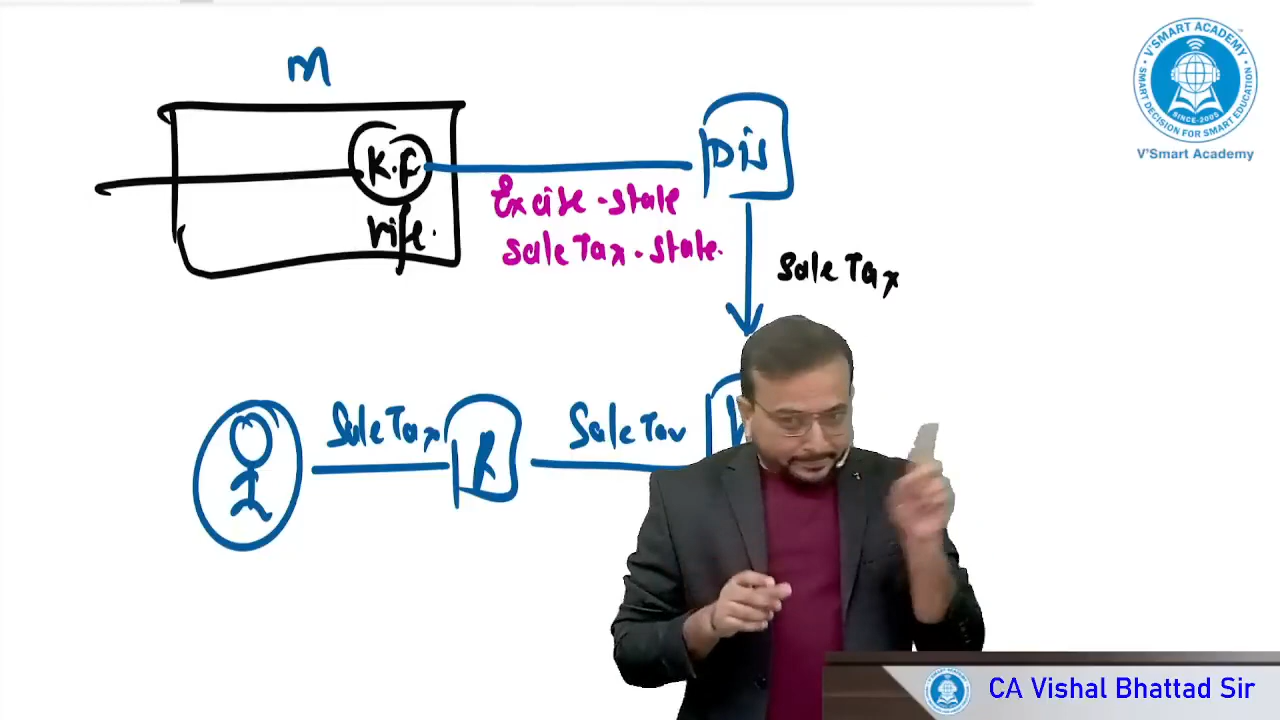 M
K.F
Dis
Excise - state
Sale Tax - state.
Sale Tax
Sale Tax
R
Sale Tax
V'SMART ACADEMY
SMART DECISION FOR SMART EDUCATION
SINCE-2005
V'Smart Academy
CA Vishal Bhattad Sir